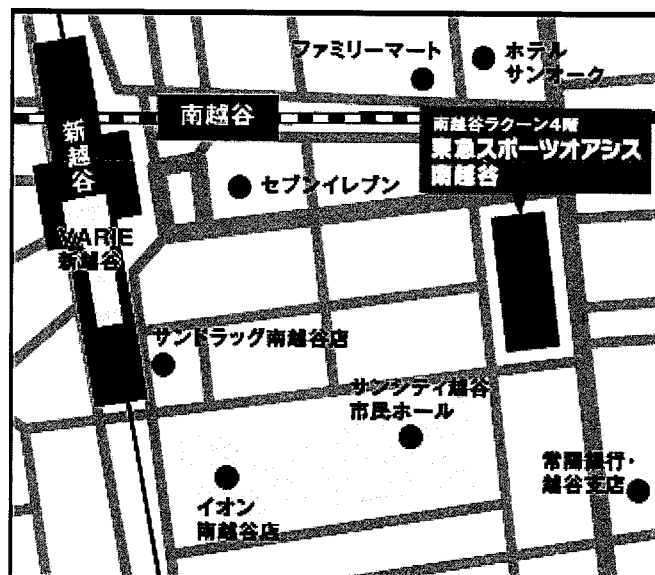 ファミリーマート
ホテル
サンオーク
南越谷
新越谷
南越谷ラクーン4階
東急スポーツオアシス
南越谷
セブンイレブン
VARIE
新越谷
サンドラッグ南越谷店
サンシティ越谷
市民ホール
常陽銀行・
越谷支店
イオン
南越谷店